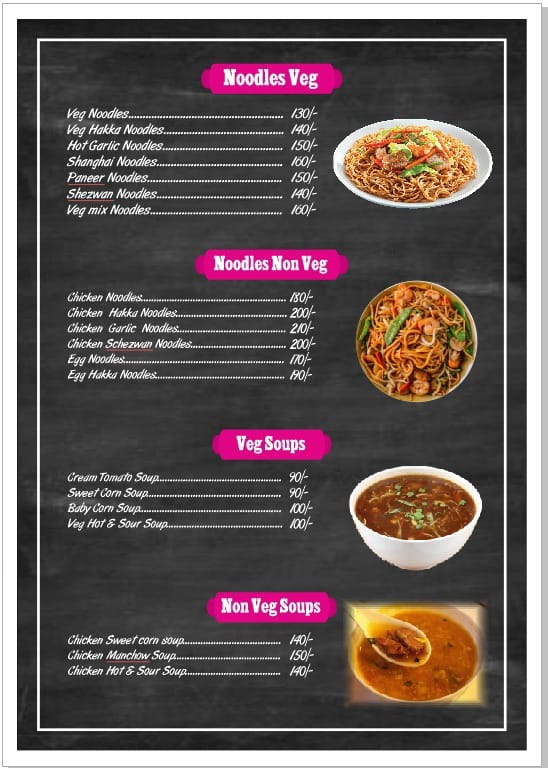 Noodles Veg
Veg Noodles............................................... 130/-
Veg Hakka Noodles..................................... 140/-
Hot Garlic Noodles..................................... 150/-
Shanghai Noodles....................................... 160/-
Paneer Noodles......................................... 150/-
Shezwan Noodles....................................... 140/-
Veg mix Noodles........................................ 160/-
Noodles Non Veg
Chicken Noodles............................................ 180/-
Chicken Hakka Noodles.................................. 200/-
Chicken Garlic Noodles.................................. 210/-
Chicken Schezwan Noodles............................. 200/-
Egg Noodles................................................. 170/-
Egg Hakka Noodles........................................ 190/-
Veg Soups
Cream Tomato Soup...................................... 90/-
Sweet Corn Soup.......................................... 90/-
Baby Corn Soup............................................ 100/-
Veg Hot & Sour Soup..................................... 100/-
Non Veg Soups
Chicken Sweet corn soup............................... 140/-
Chicken Manchow Soup.................................. 150/-
Chicken Hot & Sour Soup............................... 140/-